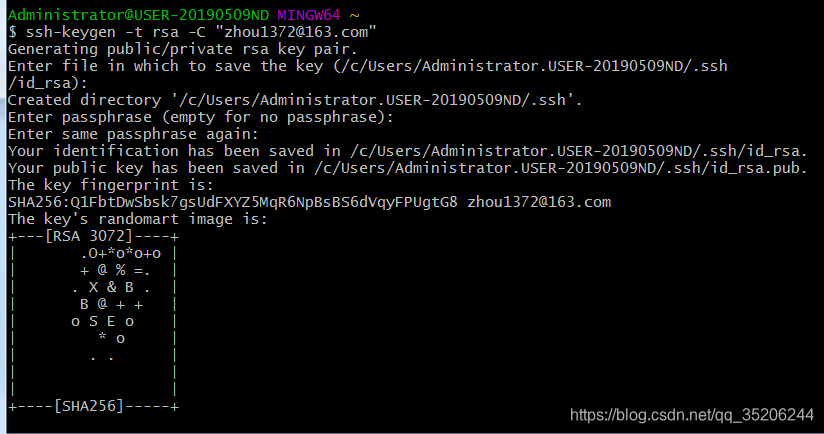 Administrator@USER-20190509ND MINGW64 ~
$ ssh-keygen -t rsa -C "zhou1372@163.com"
Generating public/private rsa key pair.
Enter file in which to save the key (/c/Users/Administrator.USER-20190509ND/.ssh
/id_rsa):
Created directory '/c/Users/Administrator.USER-20190509ND/.ssh'.
Enter passphrase (empty for no passphrase):
Enter same passphrase again:
Your identification has been saved in /c/Users/Administrator.USER-20190509ND/.ssh/id_rsa.
Your public key has been saved in /c/Users/Administrator.USER-20190509ND/.ssh/id_rsa.pub.
The key fingerprint is:
SHA256:Q1FbtDwSbsk7gsUdFXYZ5MqR6NpBsBS6dVqyFPUgtG8 zhou1372@163.com
The key's randomart image is:
+---[RSA 3072]----+
|       .O+*o*o+o |
|       + @ % =.  |
|      . X & B .  |
|       B @ + +   |
|      o S E o    |
|         * o     |
|        . .      |
|                 |
|                 |
+----[SHA256]-----+
https://blog.csdn.net/qq_35206244